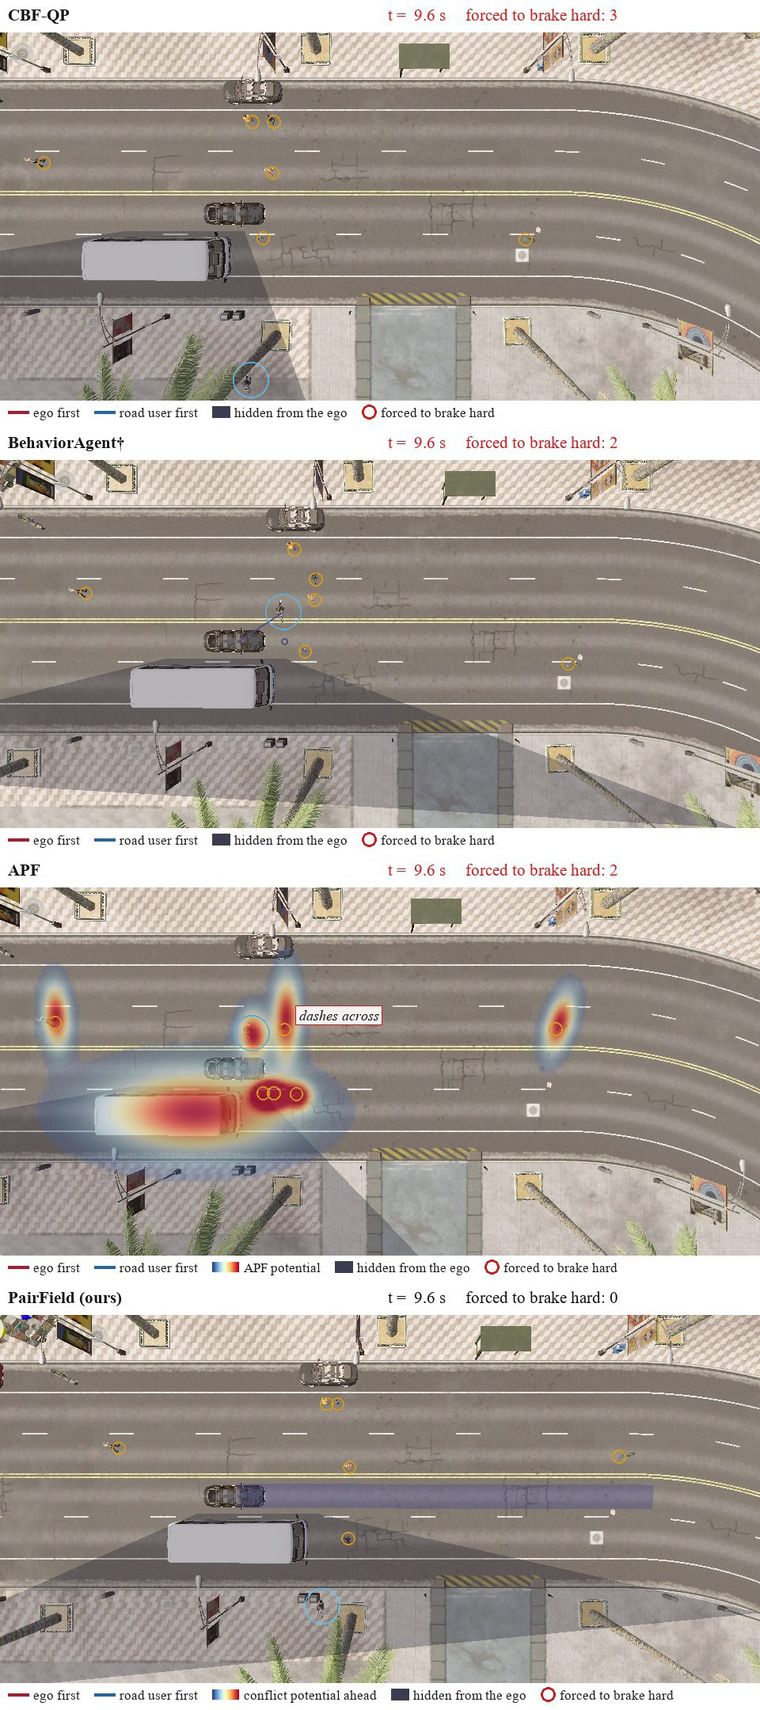 CBF-QP t = 9.6 s forced to brake hard: 3
ego first road user first hidden from the ego forced to brake hard
BehaviorAgent† t = 9.6 s forced to brake hard: 2
ego first road user first hidden from the ego forced to brake hard
APF t = 9.6 s forced to brake hard: 2
dashes across
ego first road user first APF potential hidden from the ego forced to brake hard
PairField (ours) t = 9.6 s forced to brake hard: 0
ego first road user first conflict potential ahead hidden from the ego forced to brake hard